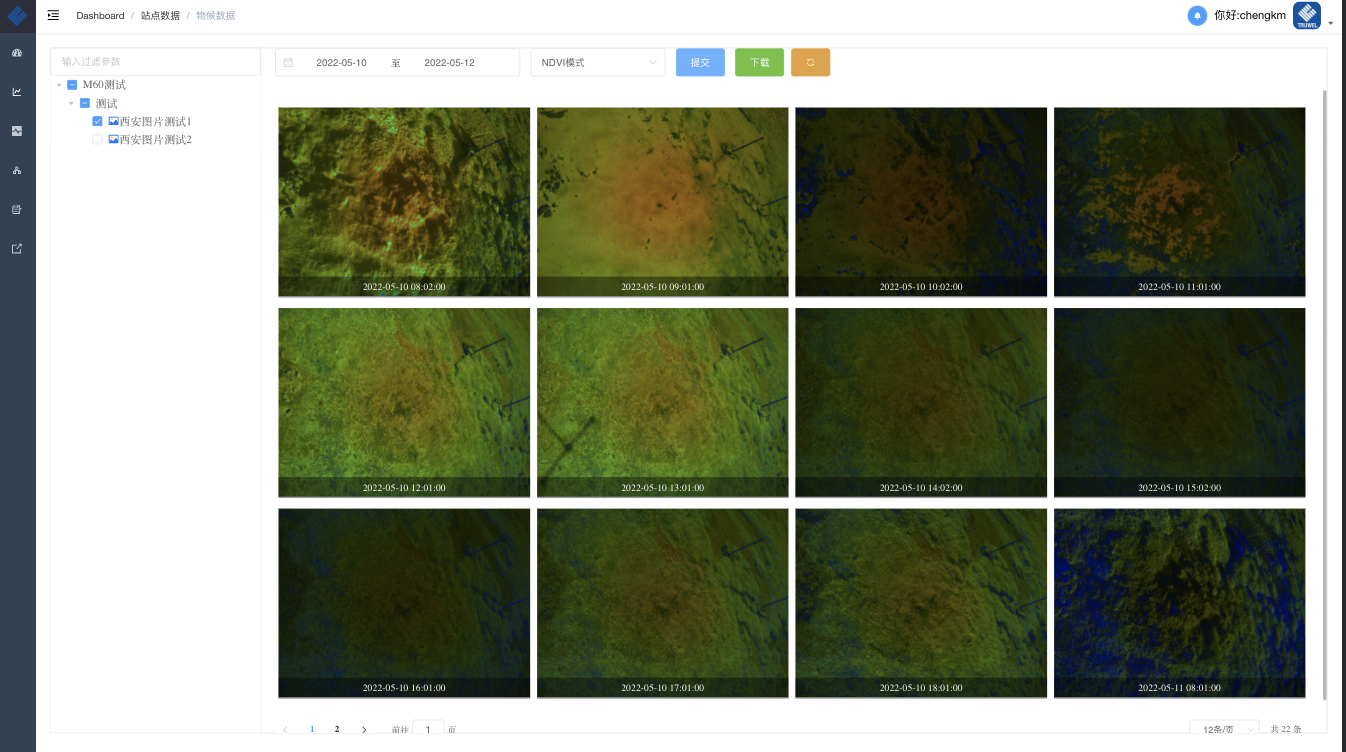 Dashboard / 站点数据 / 物候数据
你好:chengkm
TRUWEL
输入过滤参数
2022-05-10 至 2022-05-12
NDVI模式
提交
下载
M60测试
测试
西安图片测试1
西安图片测试2
2022-05-10 08:02:00
2022-05-10 09:01:00
2022-05-10 10:02:00
2022-05-10 11:01:00
2022-05-10 12:01:00
2022-05-10 13:01:00
2022-05-10 14:02:00
2022-05-10 15:02:00
2022-05-10 16:01:00
2022-05-10 17:01:00
2022-05-10 18:01:00
2022-05-11 08:01:00
1 2 前往 1 页
12条/页 共 22 条